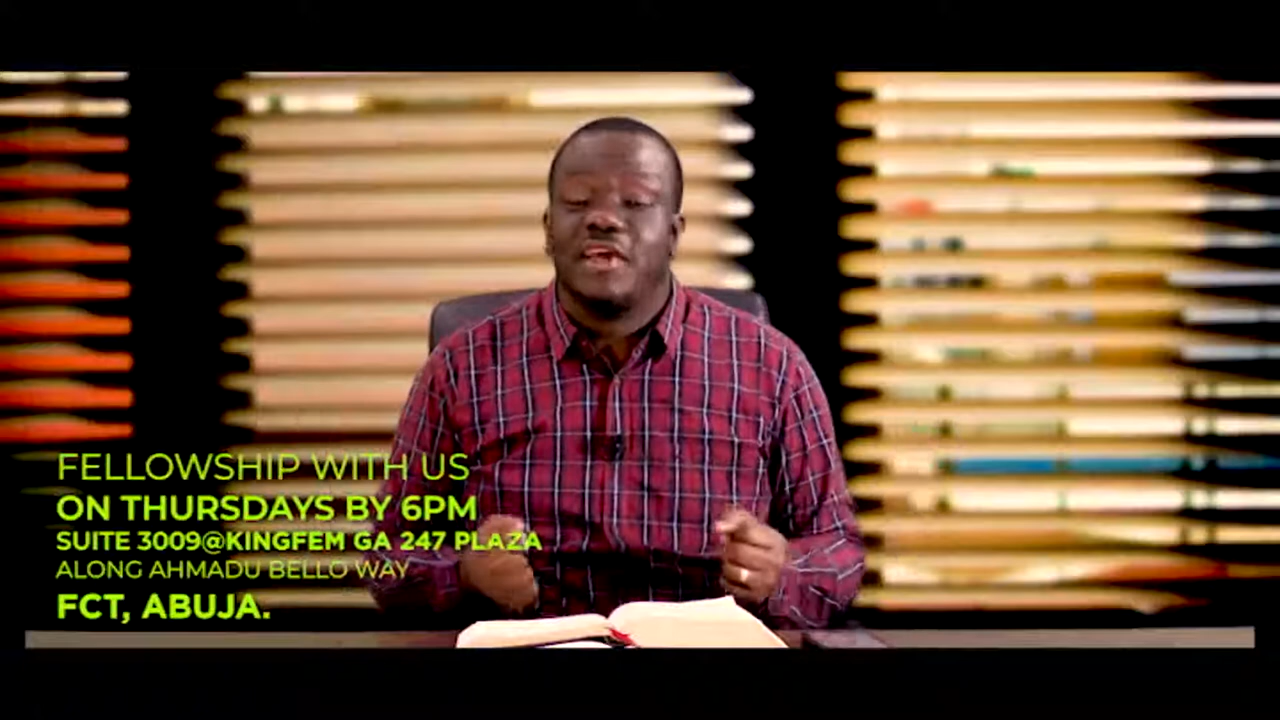 FELLOWSHIP WITH US
ON THURSDAYS BY 6PM
SUITE 3009@KINGFEM GA 247 PLAZA
ALONG AHMADU BELLO WAY
FCT, ABUJA.